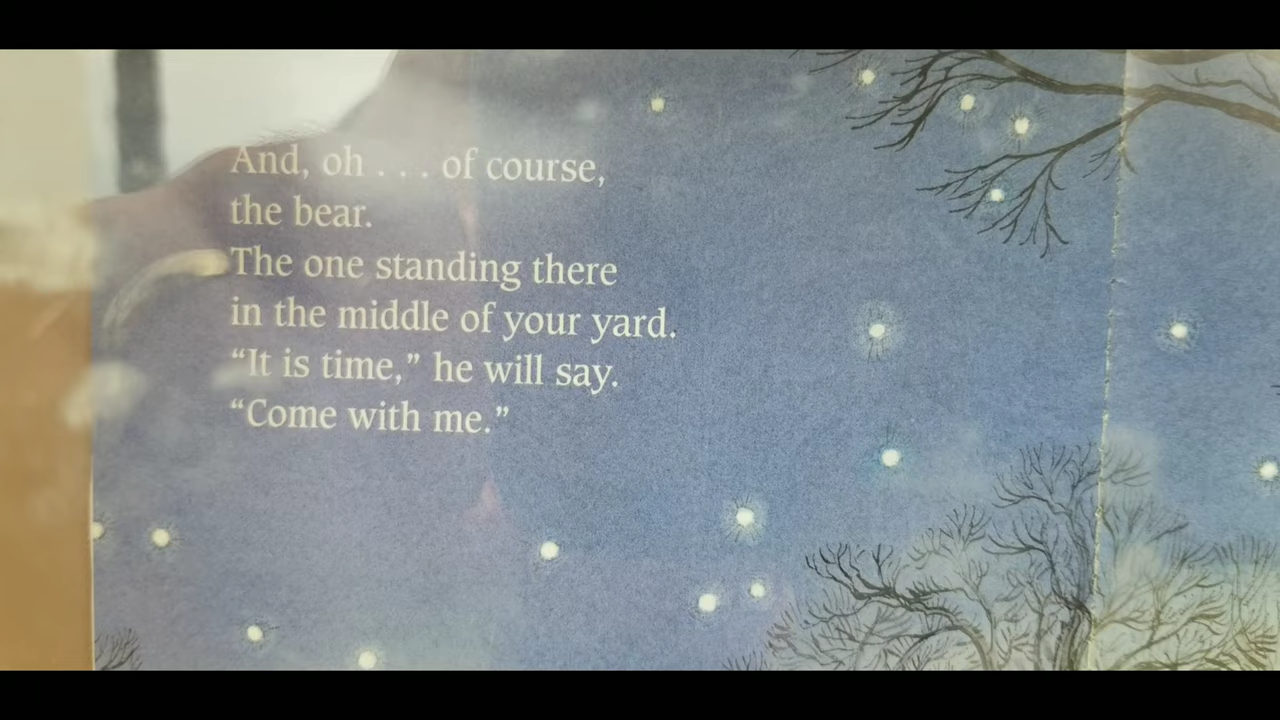 And, oh . . . of course,
the bear.
The one standing there
in the middle of your yard.
“It is time,” he will say.
“Come with me.”